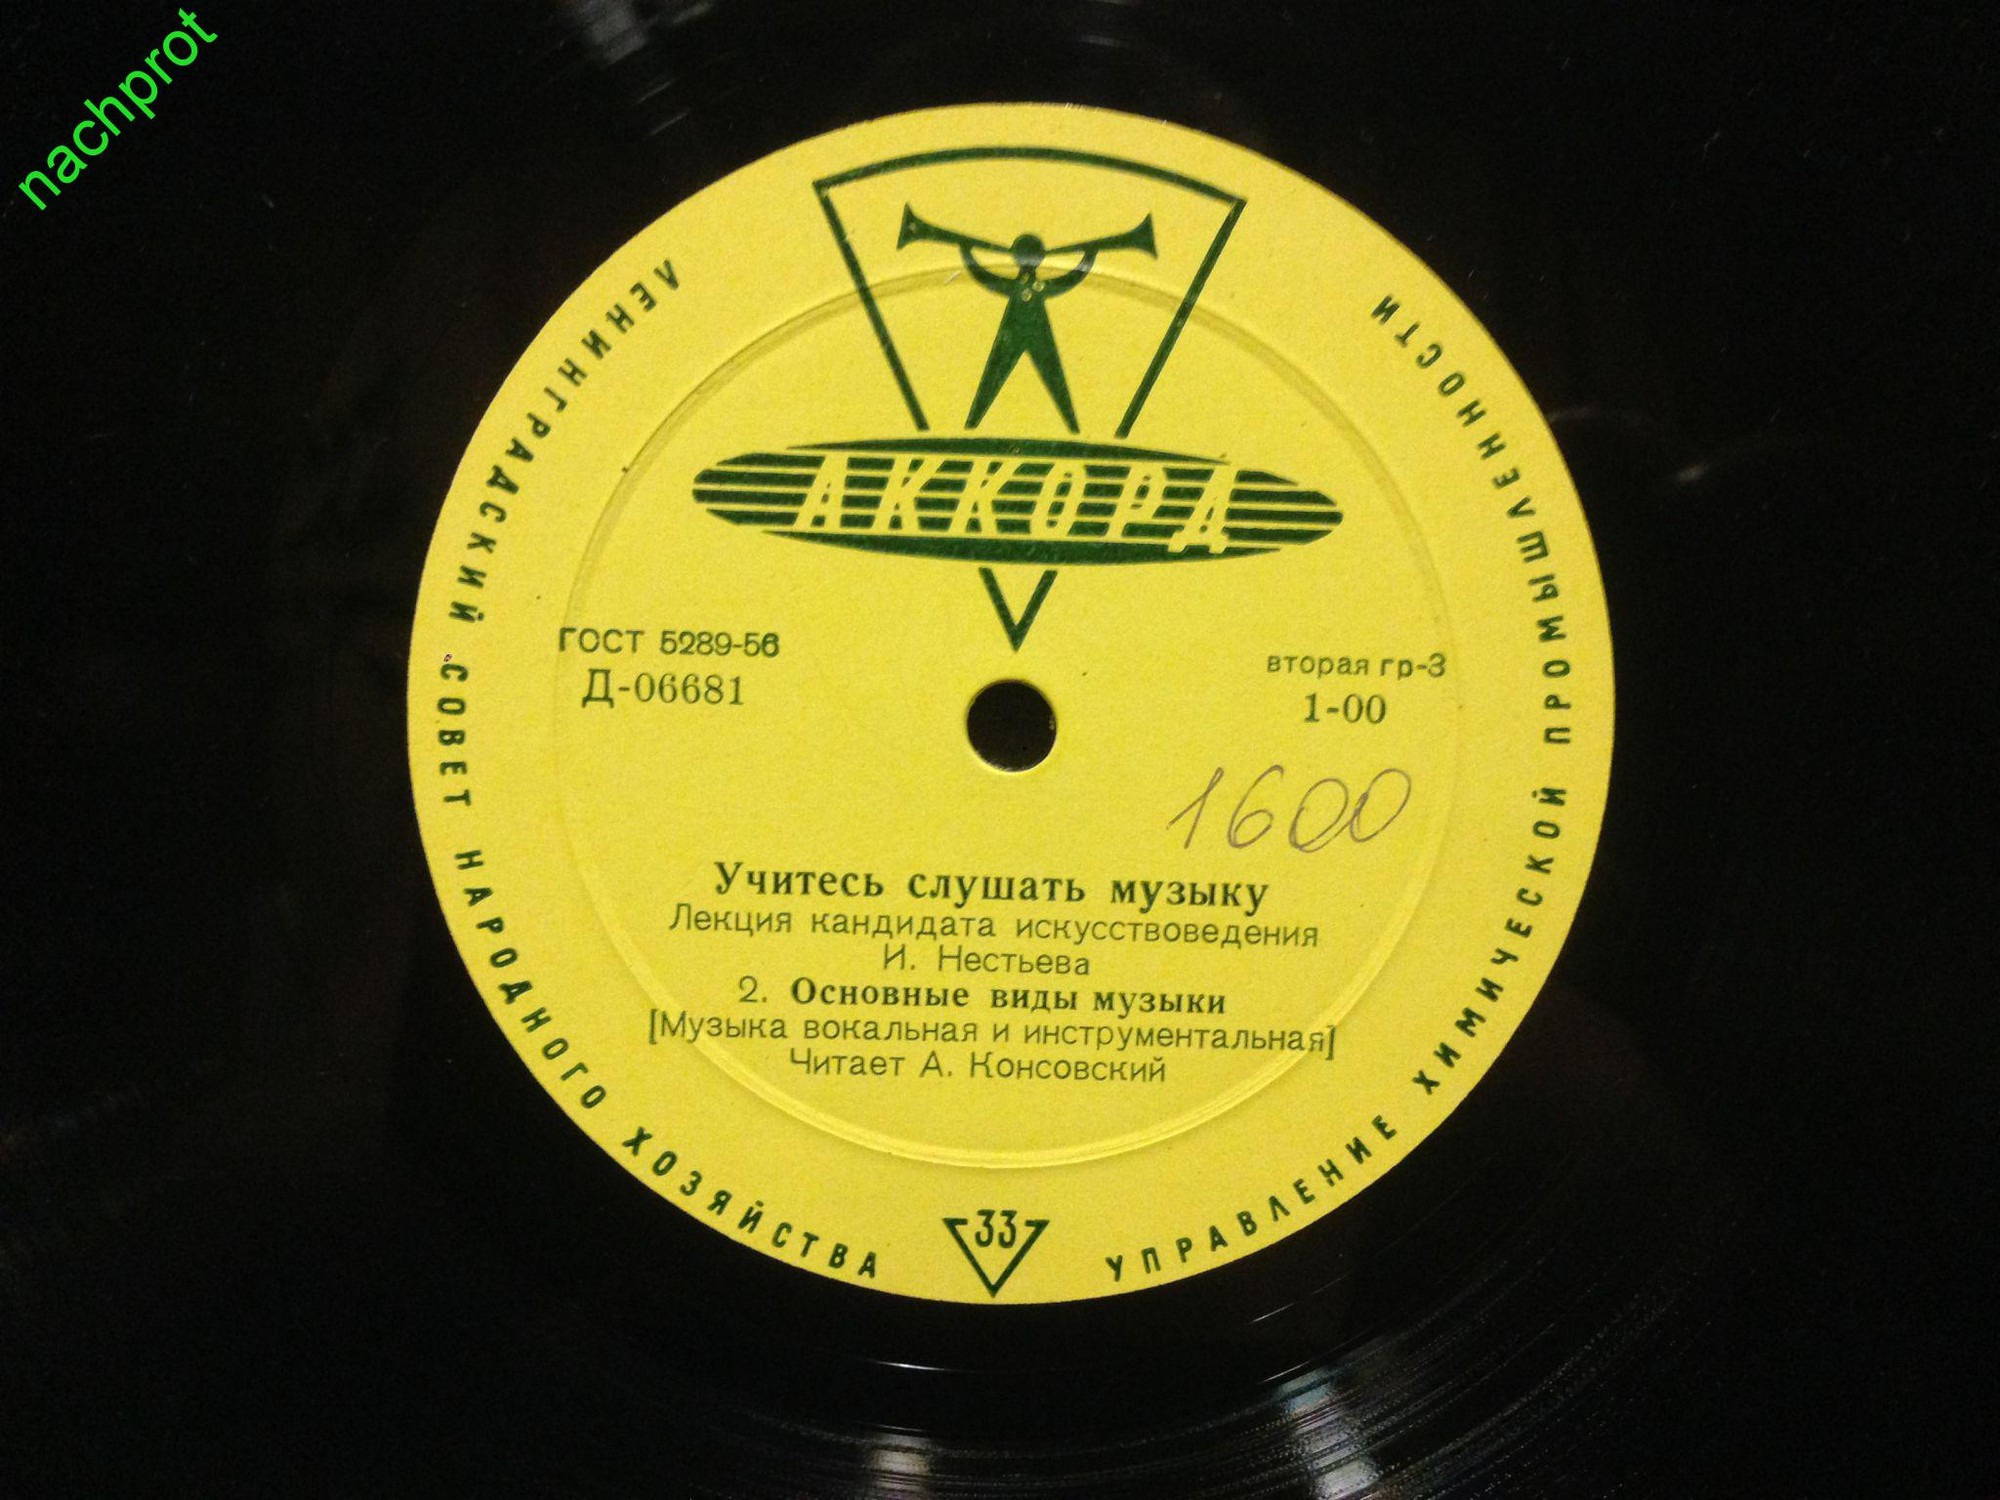 nachprot
ЛЕНИНГРАДСКИЙ СОВЕТ НАРОДНОГО ХОЗЯЙСТВА
УПРАВЛЕНИЕ ХИМИЧЕСКОЙ ПРОМЫШЛЕННОСТИ
АККОРД
ГОСТ 5289-56
Д-06681
вторая гр-3
1-00
1600
Учитесь слушать музыку
Лекция кандидата искусствоведения
И. Нестьева
2. Основные виды музыки
[Музыка вокальная и инструментальная]
Читает А. Консовский
33